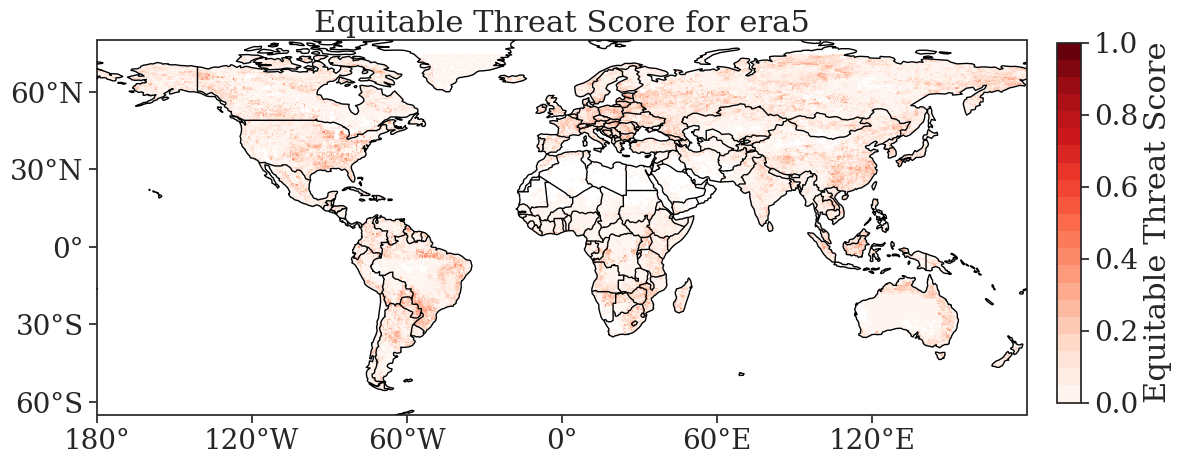 Equitable Threat Score for era5
60°N
30°N
0°
30°S
60°S
180°
120°W
60°W
0°
60°E
120°E
1.0
0.8
0.6
0.4
0.2
0.0
Equitable Threat Score